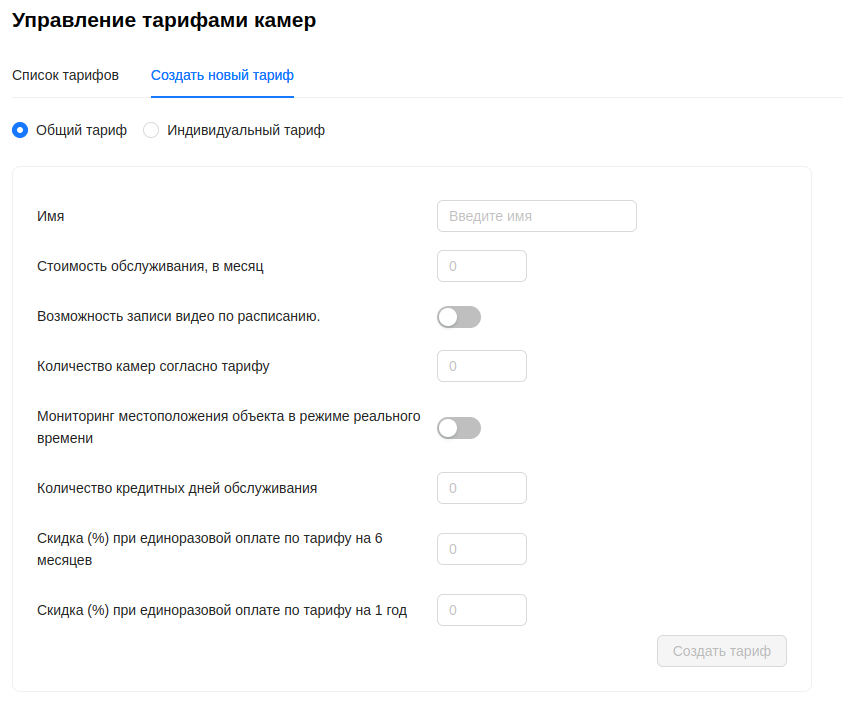 Управление тарифами камер
Список тарифов Создать новый тариф
Общий тариф Индивидуальный тариф
Имя Введите имя
Стоимость обслуживания, в месяц 0
Возможность записи видео по расписанию.
Количество камер согласно тарифу 0
Мониторинг местоположения объекта в режиме реального
времени
Количество кредитных дней обслуживания 0
Скидка (%) при единоразовой оплате по тарифу на 6
месяцев 0
Скидка (%) при единоразовой оплате по тарифу на 1 год 0
Создать тариф